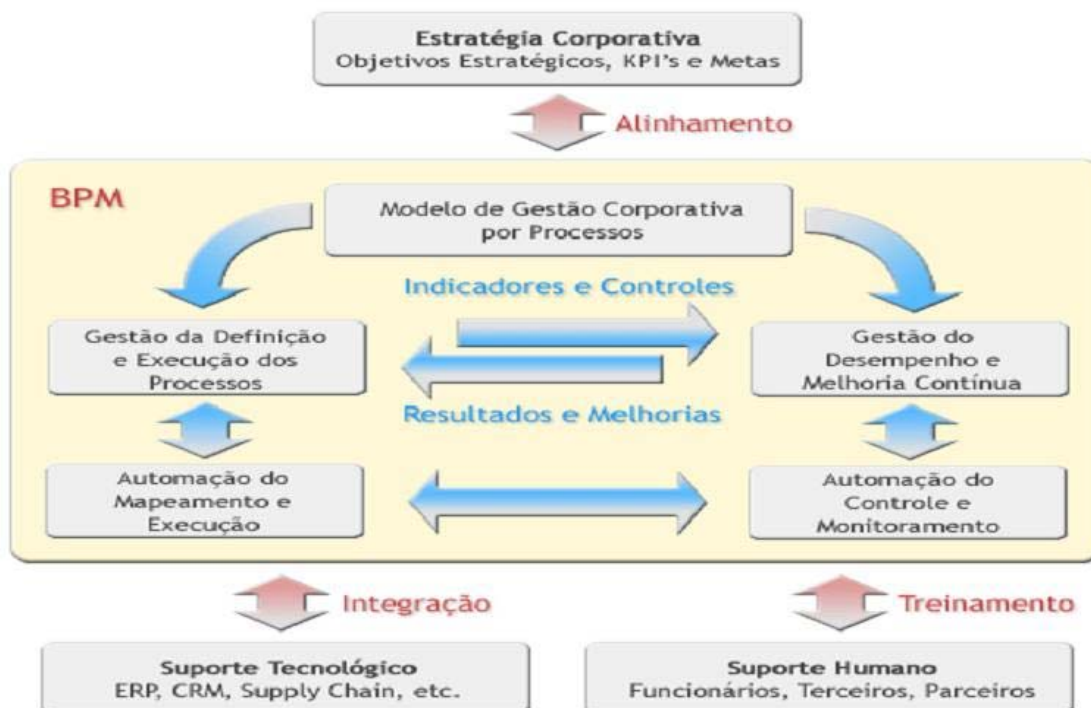 Estratégia Corporativa
Objetivos Estratégicos, KPI's e Metas
Alinhamento
BPM
Modelo de Gestão Corporativa
por Processos
Indicadores e Controles
Gestão da Definição
e Execução dos
Processos
Gestão do
Desempenho e
Melhoria Contínua
Resultados e Melhorias
Automação do
Mapeamento e
Execução
Automação do
Controle e
Monitoramento
Integração
Treinamento
Suporte Tecnológico
ERP, CRM, Supply Chain, etc.
Suporte Humano
Funcionários, Terceiros, Parceiros